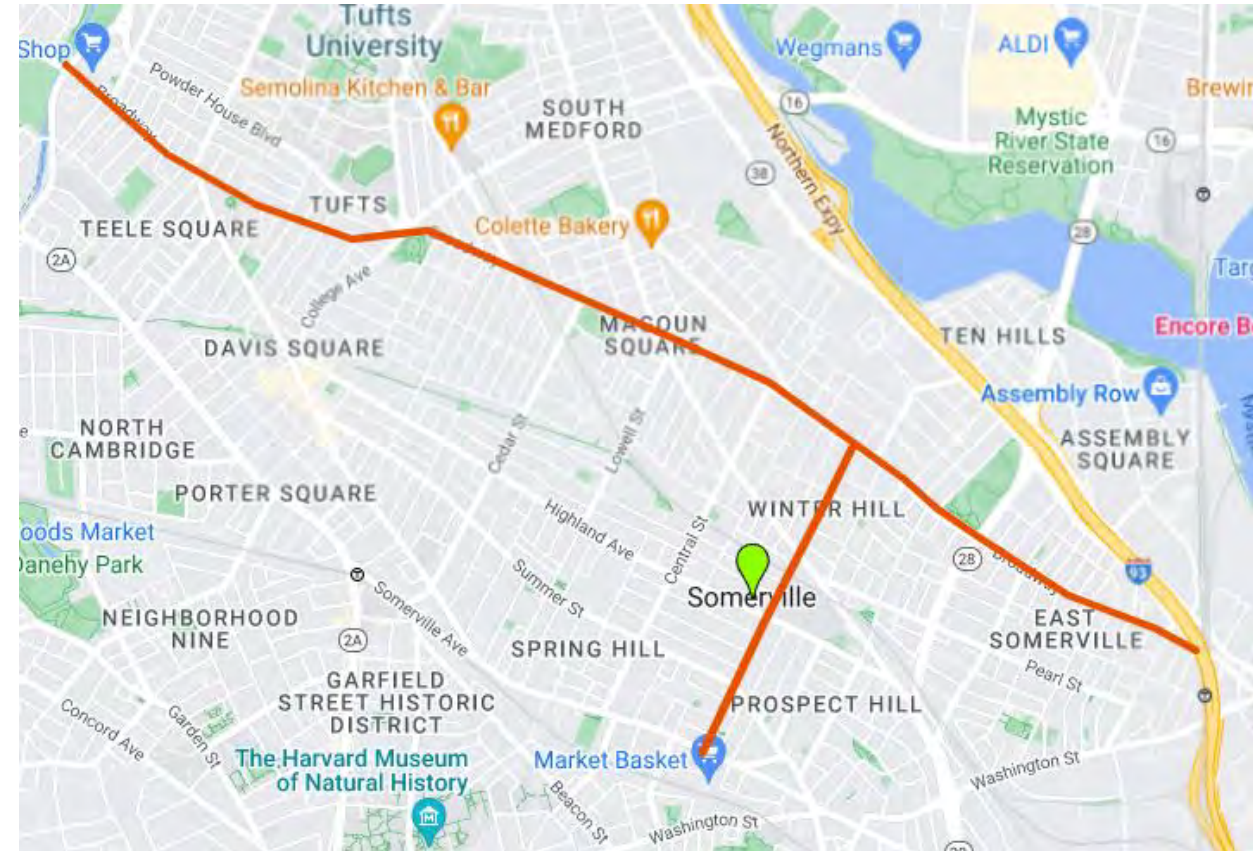 Tufts
University
Shop
Wegmans
ALDI
Powder House Blvd
Semolina Kitchen & Bar
Brewin
Broadway
SOUTH
MEDFORD
16
Mystic
River State
Reservation
16
Northern Expy
38
TUFTS
TEELE SQUARE
Colette Bakery
28
2A
Targ
College Ave
MAGOUN
SQUARE
TEN HILLS
Encore B
DAVIS SQUARE
Assembly Row
NORTH
CAMBRIDGE
Cedar St
Lowell St
ASSEMBLY
SQUARE
PORTER SQUARE
WINTER HILL
Highland Ave
oods Market
Danehy Park
Central St
28
Broadway
93
Summer St
Somerville
Somerville Ave
NEIGHBORHOOD
NINE
2A
EAST
SOMERVILLE
SPRING HILL
Pearl St
GARFIELD
STREET HISTORIC
DISTRICT
PROSPECT HILL
Concord Ave
Garden St
The Harvard Museum
of Natural History
Market Basket
Washington St
Beacon St
Washington St
28